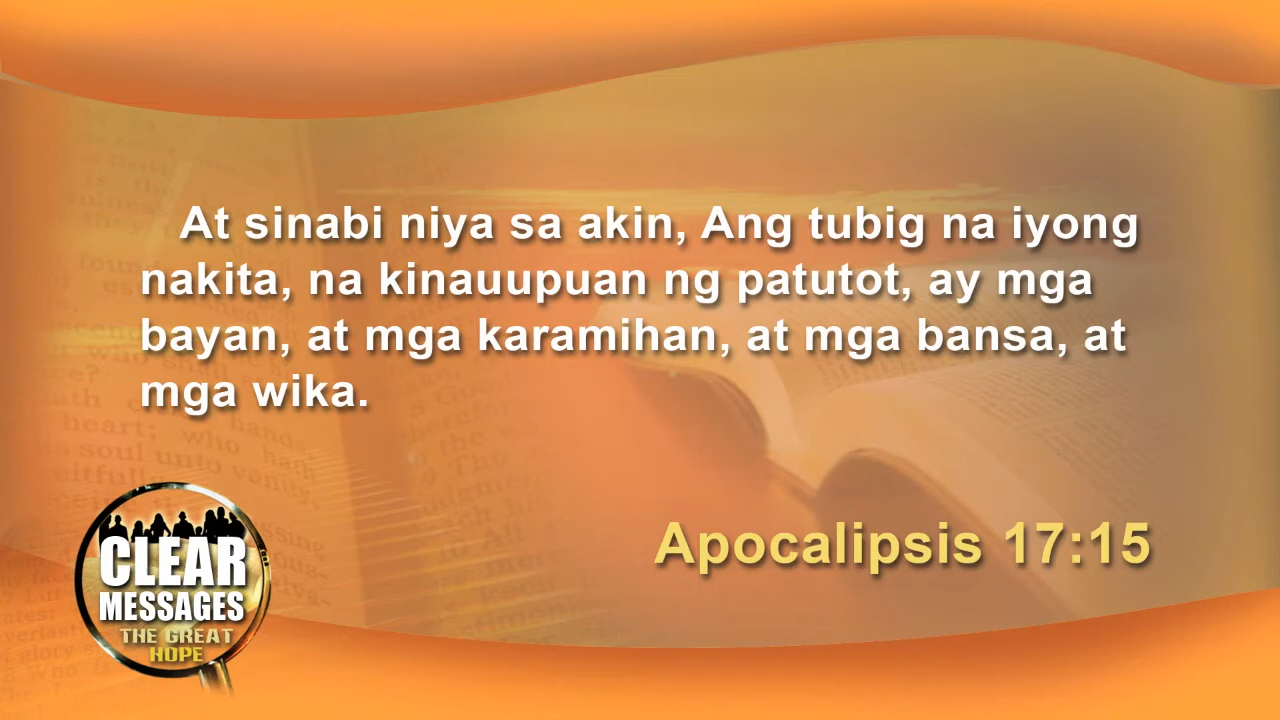 At sinabi niya sa akin, Ang tubig na iyong
nakita, na kinauupuan ng patutot, ay mga
bayan, at mga karamihan, at mga bansa, at
mga wika.
Apocalipsis 17:15
CLEAR
MESSAGES
THE GREAT
HOPE